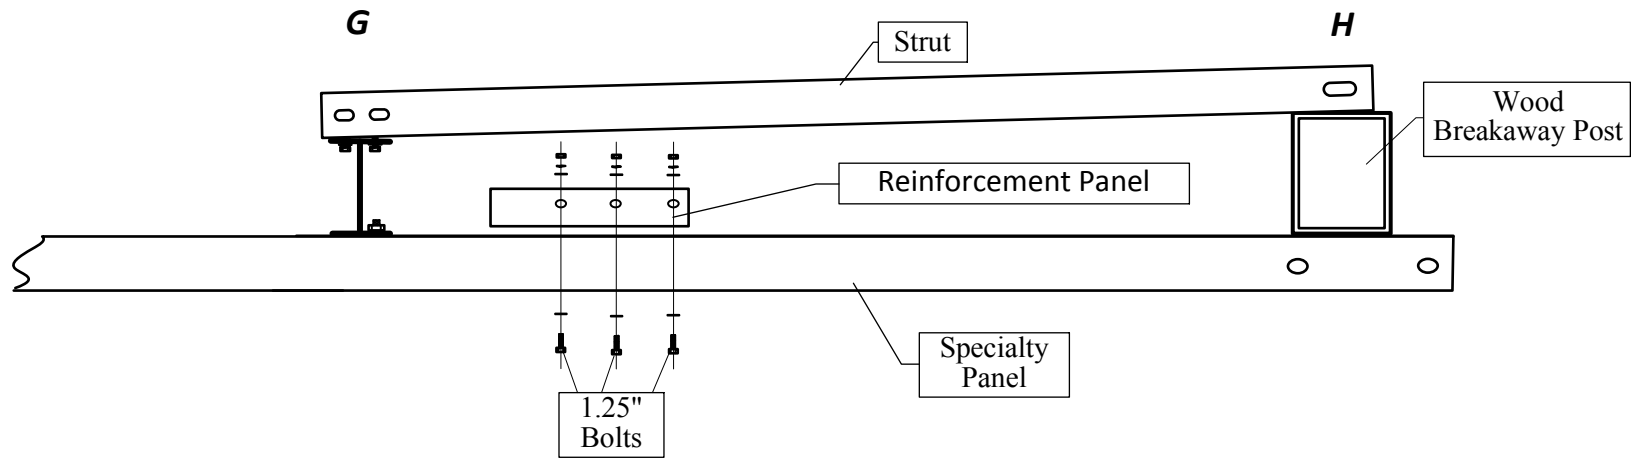 G
H
Strut
Wood
Breakaway Post
Reinforcement Panel
Specialty
Panel
1.25"
Bolts